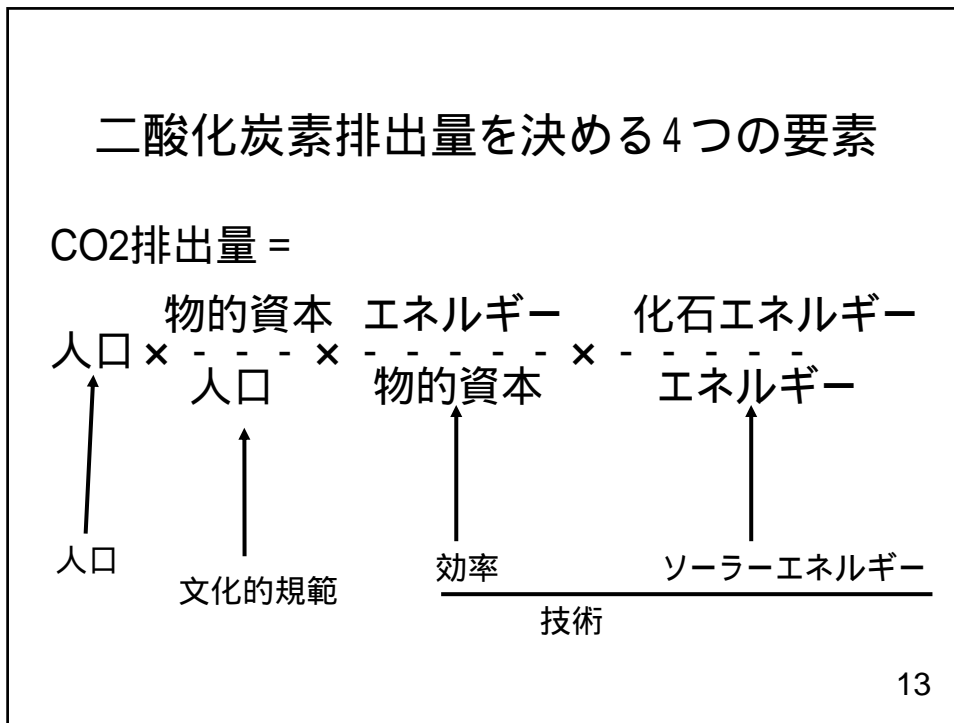 二酸化炭素排出量を決める4つの要素
CO2排出量 =
物的資本 エネルギー 化石エネルギー
人口 × - - - × - - - - - × - - - - -
人口 物的資本 エネルギー
人口 文化的規範 効率 ソーラーエネルギー
技術
13